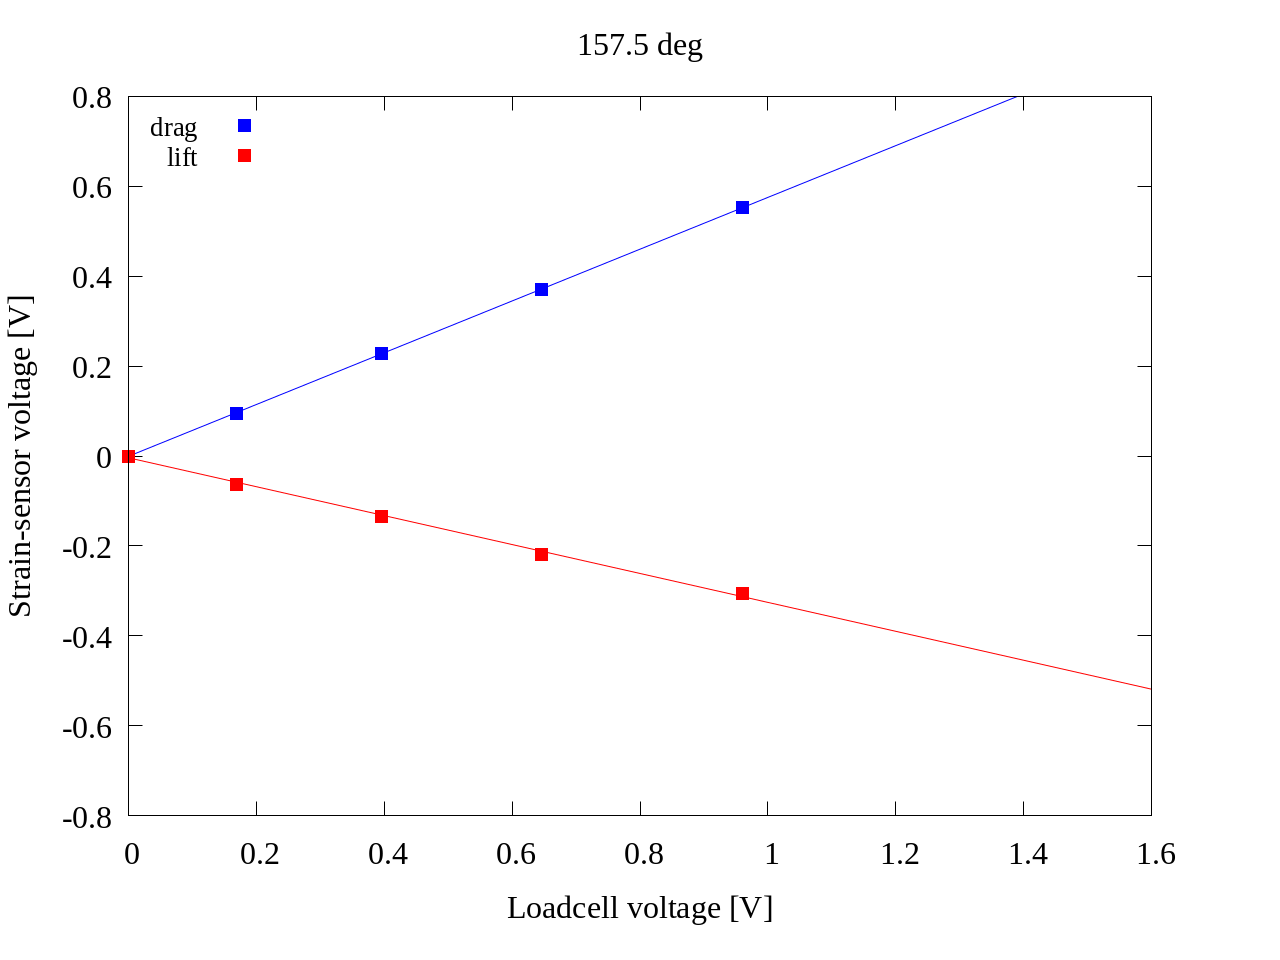 157.5 deg
drag
lift
0.8
0.6
0.4
0.2
0
-0.2
-0.4
-0.6
-0.8
Strain-sensor voltage [V]
0 0.2 0.4 0.6 0.8 1 1.2 1.4 1.6
Loadcell voltage [V]